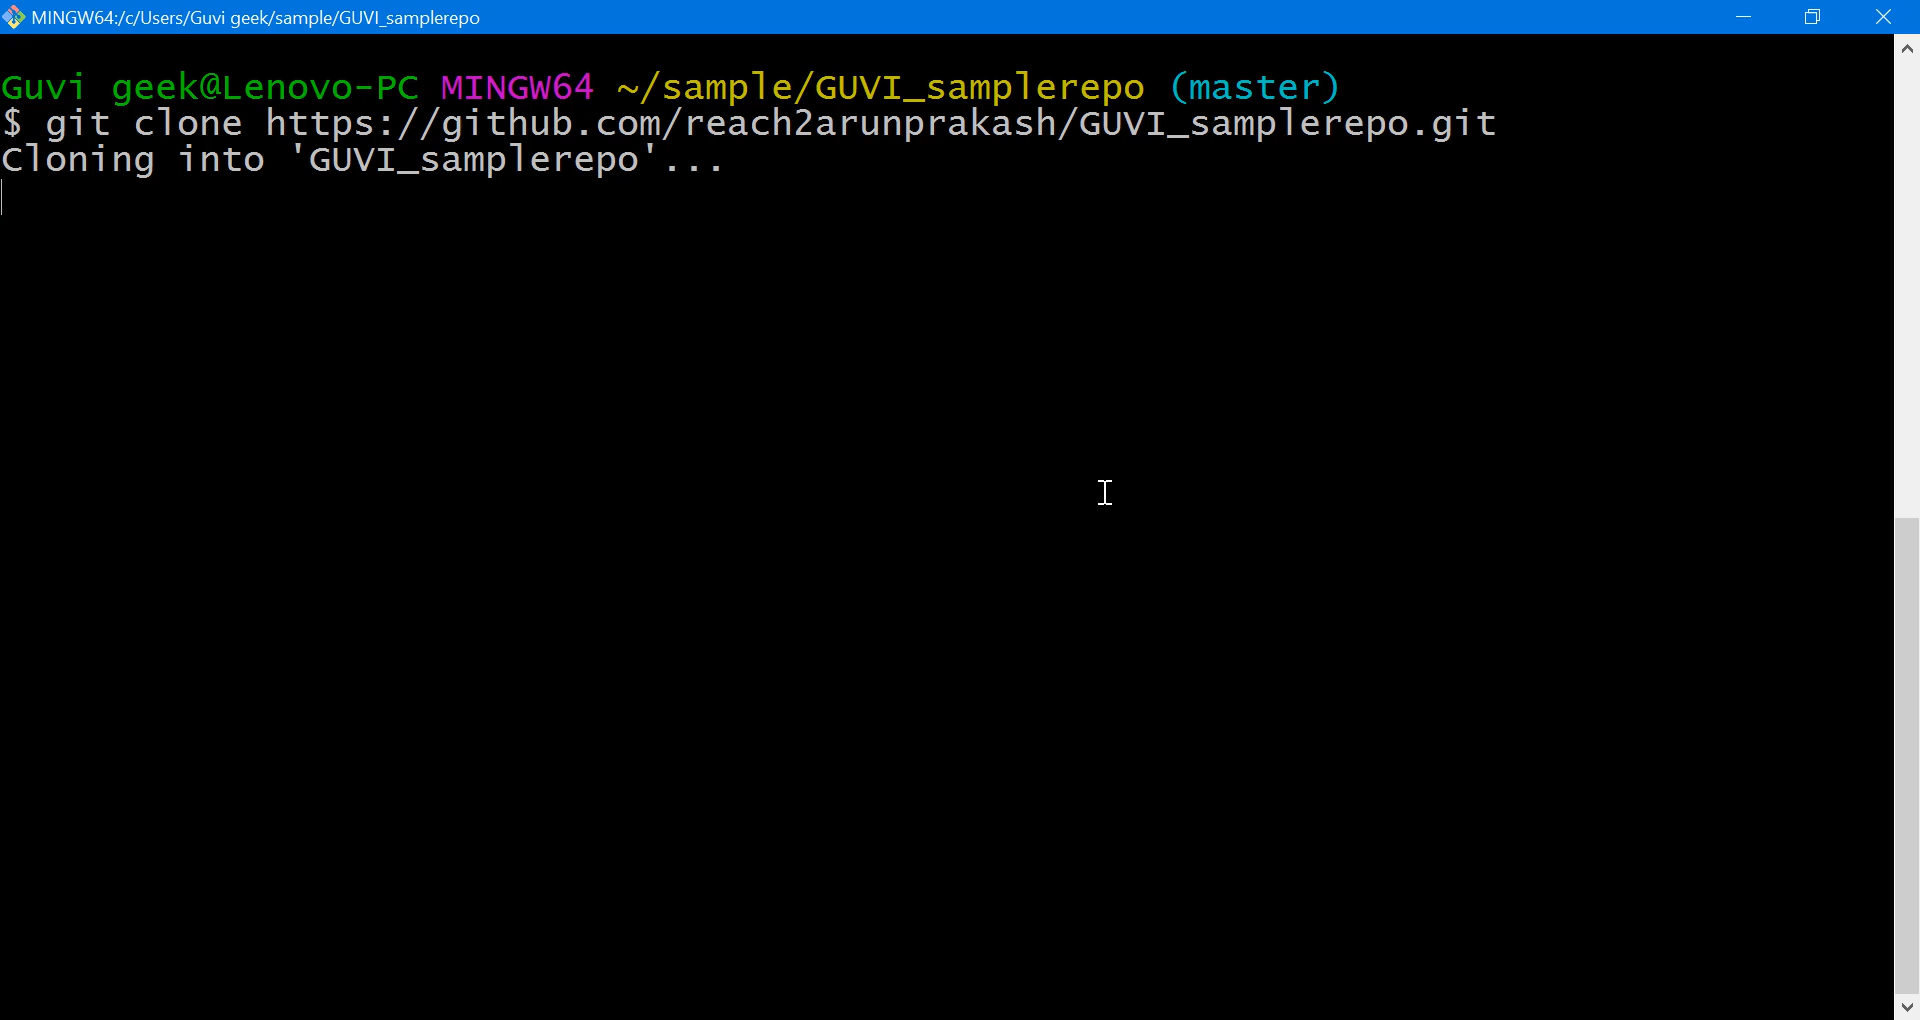 MINGW64:/c/Users/Guvi geek/sample/GUVI_samplerepo
Guvi geek@Lenovo-PC MINGW64 ~/sample/GUVI_samplerepo (master)
$ git clone https://github.com/reach2arunprakash/GUVI_samplerepo.git
Cloning into 'GUVI_samplerepo'...